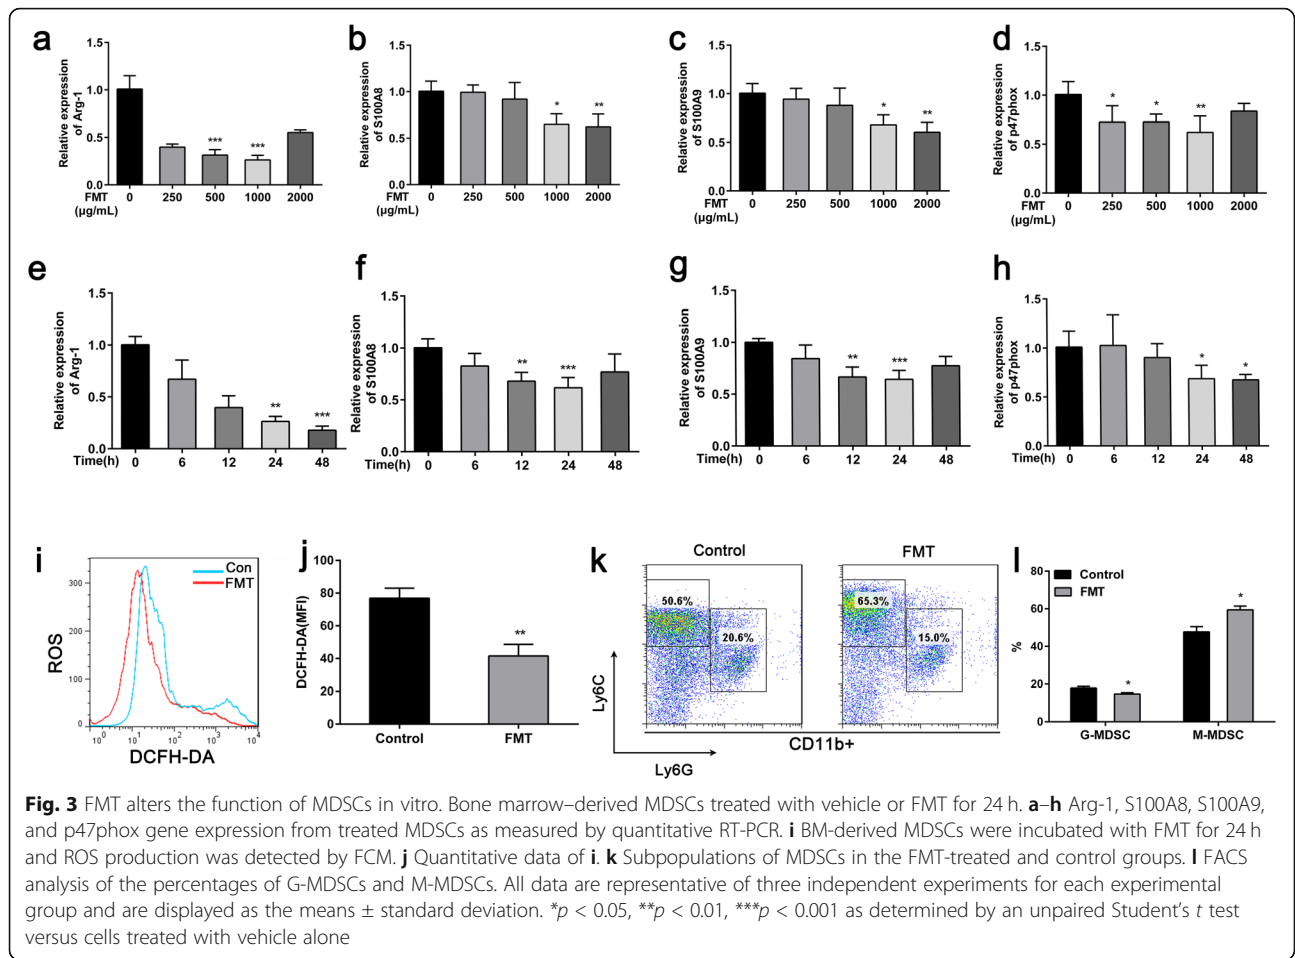 a
b
c
d
Relative expression
of Arg-1
1.5
1.0
0.5
0.0
***
***
FMT
(μg/mL)
0 250 500 1000 2000
Relative expression
of S100A8
1.5
1.0
0.5
0.0
*
**
FMT
(μg/mL)
0 250 500 1000 2000
Relative expression
of S100A9
1.5
1.0
0.5
0.0
*
**
FMT
(μg/mL)
0 250 500 1000 2000
Relative expression
of p47phox
1.5
1.0
0.5
0.0
*
*
**
FMT
(μg/mL)
0 250 500 1000 2000
e
f
g
h
Relative expression
of Arg-1
1.5
1.0
0.5
0.0
**
***
Time(h) 0 6 12 24 48
Relative expression
of S100A8
1.5
1.0
0.5
0.0
**
***
Time(h) 0 6 12 24 48
Relative expression
of S100A9
1.5
1.0
0.5
0.0
**
***
Time(h) 0 6 12 24 48
Relative expression
of p47phox
1.5
1.0
0.5
0.0
*
*
Time(h) 0 6 12 24 48
i
Con
FMT
ROS
300
200
100
0
10^0 10^1 10^2 10^3 10^4
DCFH-DA
j
DCFH-DA(MFI)
100
80
60
40
20
0
**
Control FMT
k
Control FMT
50.6%
20.6%
65.3%
15.0%
Ly6C
CD11b+
Ly6G
l
Control
FMT
%
80
60
40
20
0
*
*
G-MDSC M-MDSC
Fig. 3 FMT alters the function of MDSCs in vitro. Bone marrow–derived MDSCs treated with vehicle or FMT for 24 h. a–h Arg-1, S100A8, S100A9,
and p47phox gene expression from treated MDSCs as measured by quantitative RT-PCR. i BM-derived MDSCs were incubated with FMT for 24 h
and ROS production was detected by FCM. j Quantitative data of i. k Subpopulations of MDSCs in the FMT-treated and control groups. l FACS
analysis of the percentages of G-MDSCs and M-MDSCs. All data are representative of three independent experiments for each experimental
group and are displayed as the means ± standard deviation. *p < 0.05, **p < 0.01, ***p < 0.001 as determined by an unpaired Student's t test
versus cells treated with vehicle alone